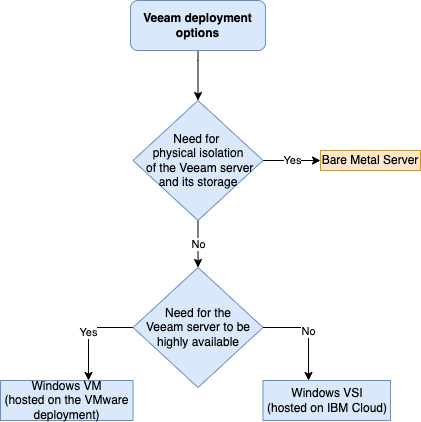 Veeam deployment
options
Need for
physical isolation
of the Veeam server
and its storage
Yes
Bare Metal Server
No
Need for the
Veeam server to be
highly available
Yes
No
Windows VM
(hosted on the VMware
deployment)
Windows VSI
(hosted on IBM Cloud)